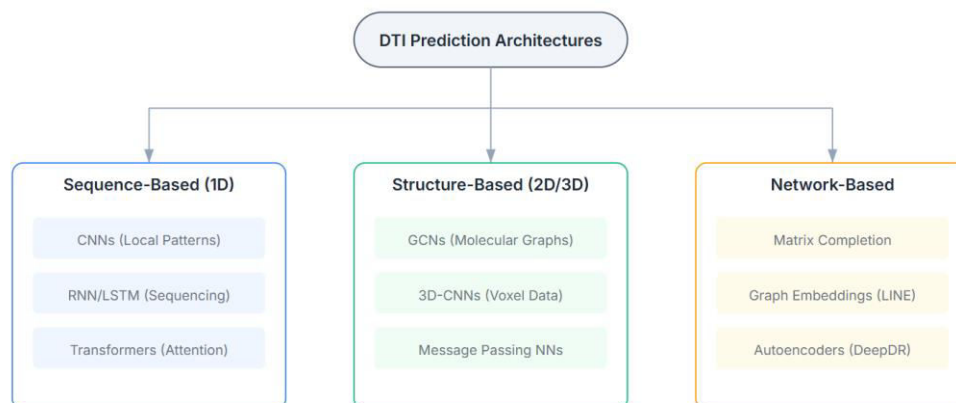 DTI Prediction Architectures
Sequence-Based (1D)
CNNs (Local Patterns)
RNN/LSTM (Sequencing)
Transformers (Attention)
Structure-Based (2D/3D)
GCNs (Molecular Graphs)
3D-CNNs (Voxel Data)
Message Passing NNs
Network-Based
Matrix Completion
Graph Embeddings (LINE)
Autoencoders (DeepDR)